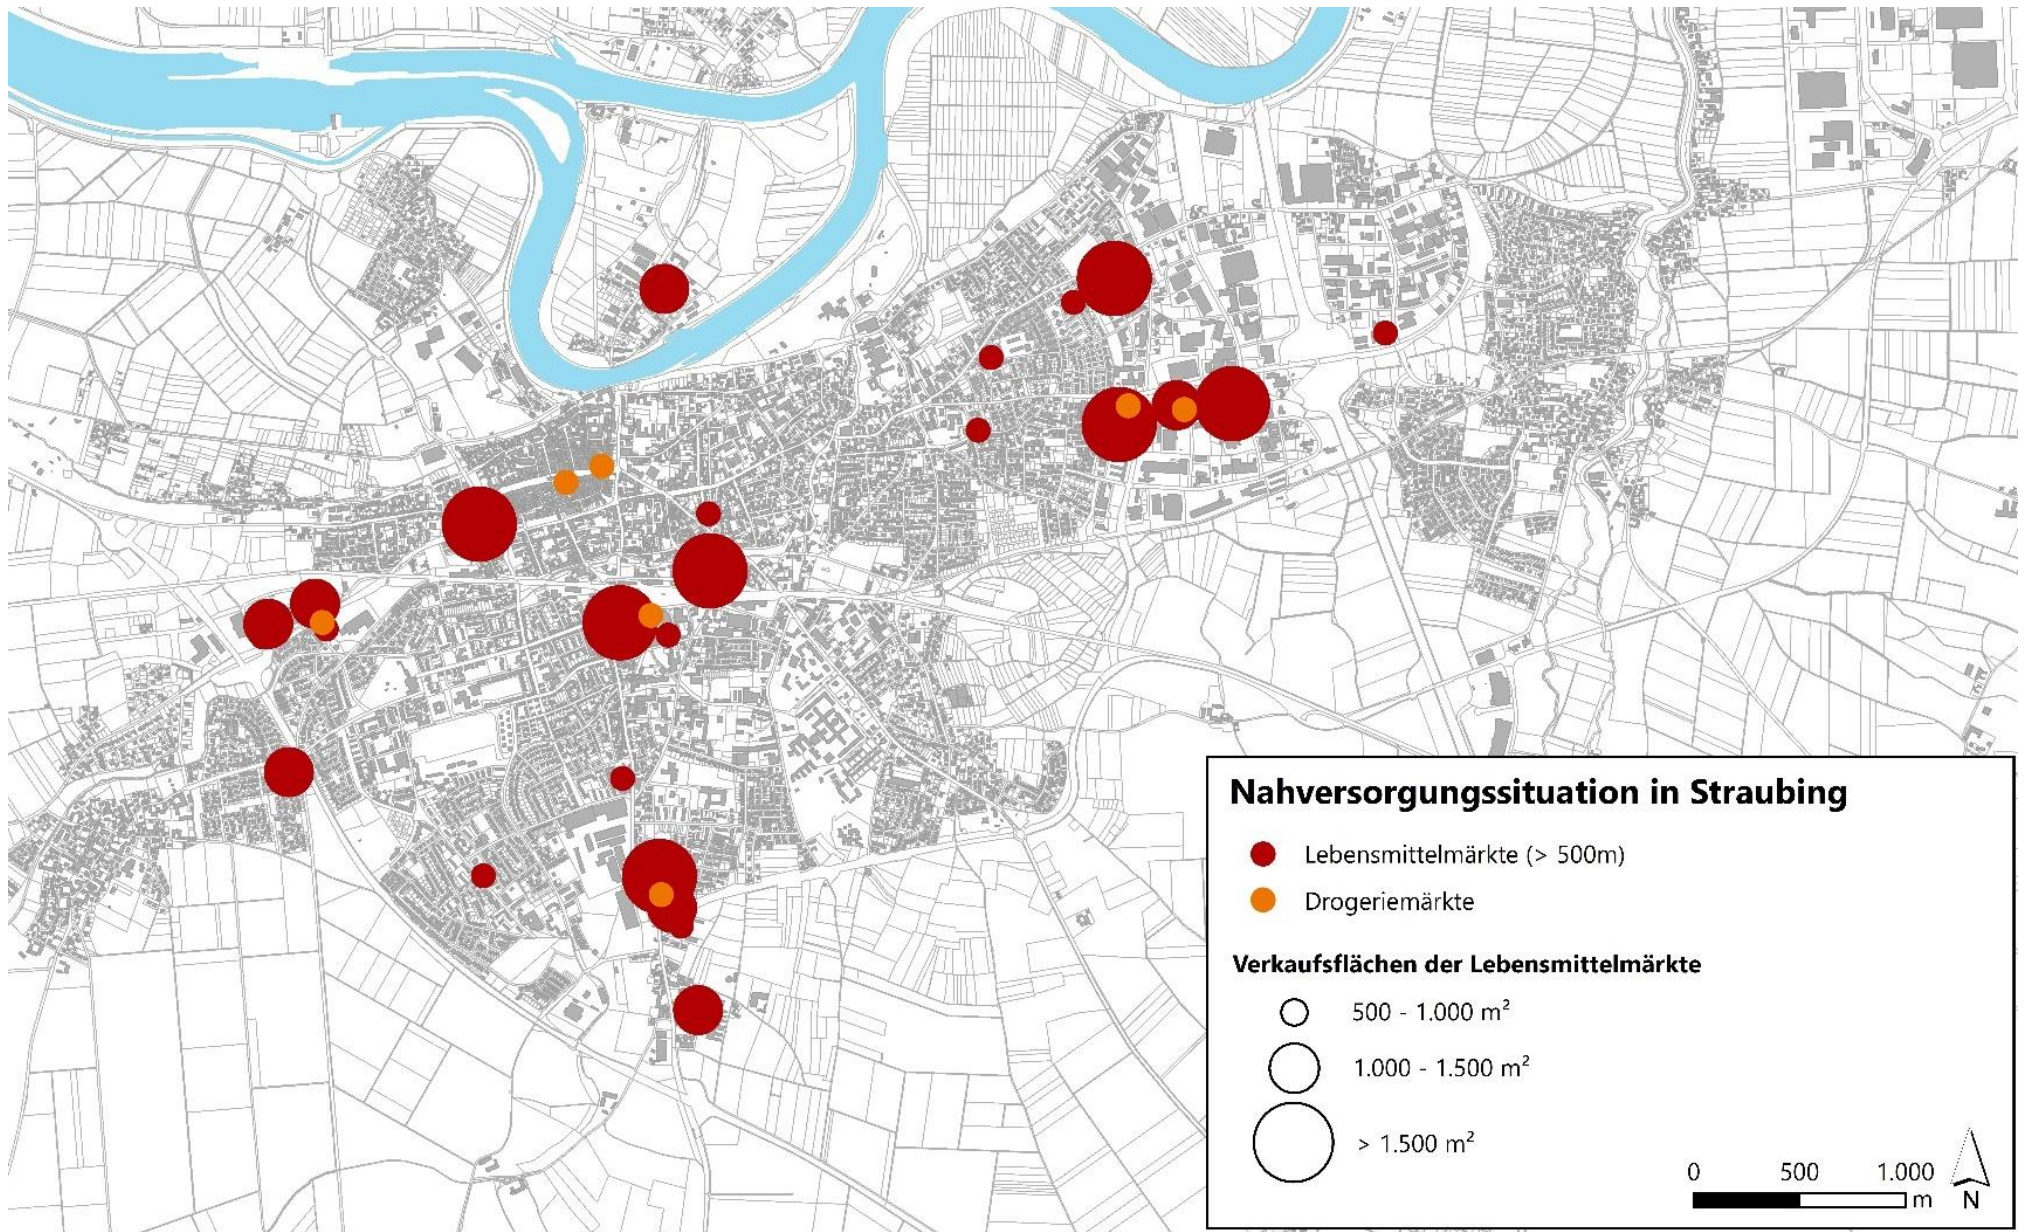 Nahversorgungssituation in Straubing
Lebensmittelmärkte (> 500m)
Drogeriemärkte
Verkaufsflächen der Lebensmittelmärkte
500 - 1.000 m²
1.000 - 1.500 m²
> 1.500 m²
0 500 1.000
m
N